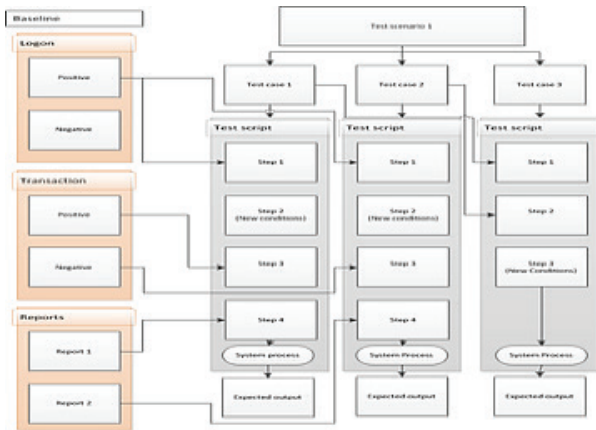 Baseline
Logon
Positive
Negative
Transaction
Positive
Negative
Reports
Report 1
Report 2
Test scenario 1
Test case 1
Test case 2
Test case 3
Test script
Step 1
Step 2
(New conditions)
Step 3
Step 4
System process
Expected output
Test script
Step 1
Step 2
(New conditions)
Step 3
Step 4
System Process
Expected output
Test script
Step 1
Step 2
Step 3
(New Conditions)
System Process
Expected output